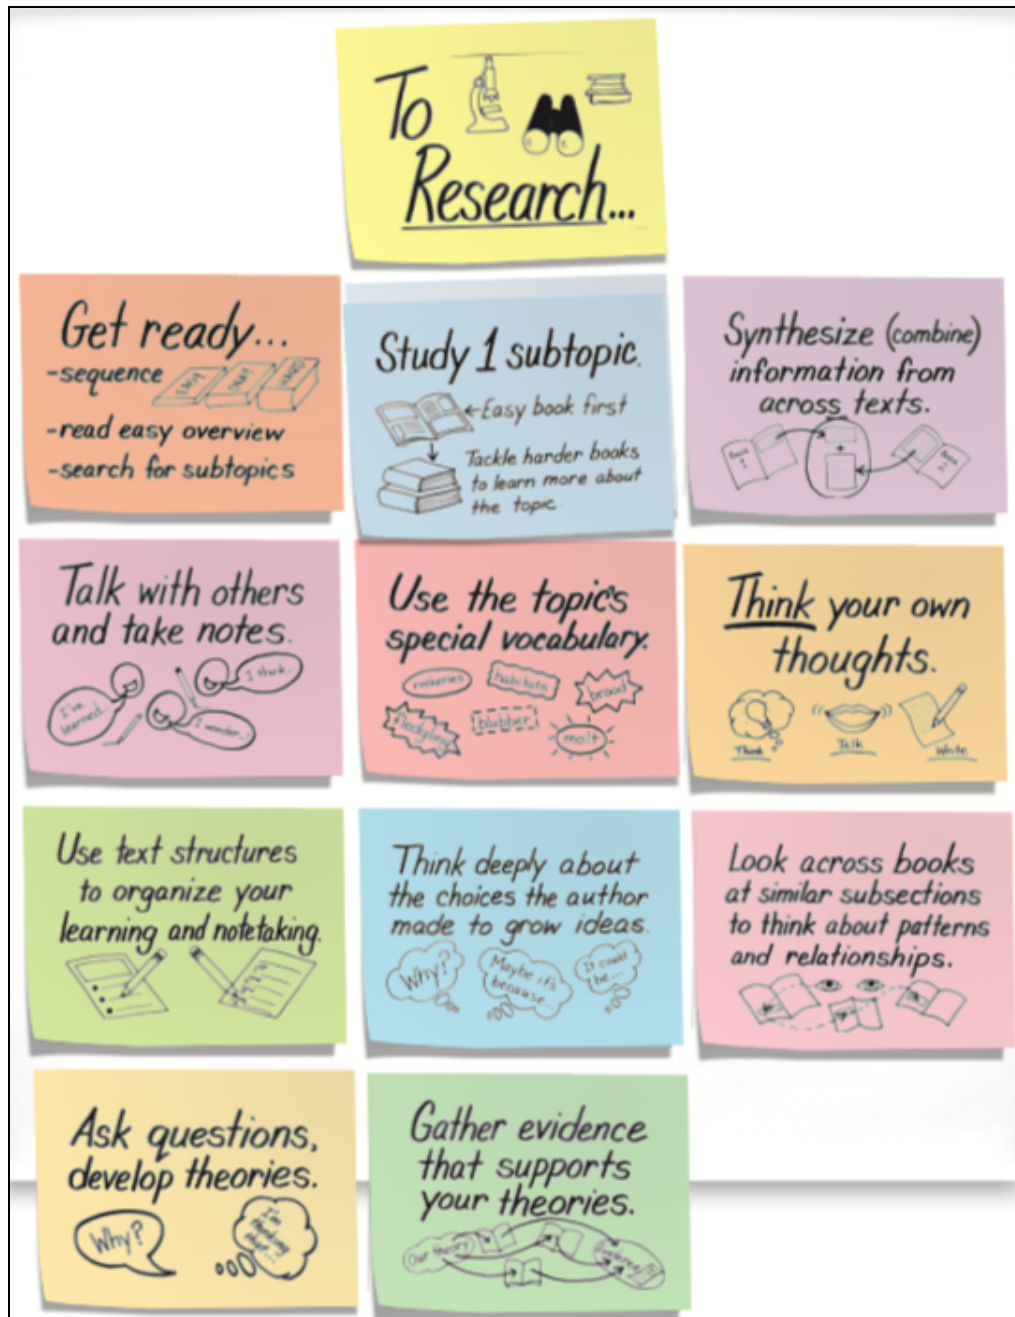 To
Research...
Get ready...
-sequence
EASY
HARD
-read easy overview
-search for subtopics
Study 1 subtopic.
←Easy book first
Tackle harder books
to learn more about
the topic
Synthesize (combine)
information from
across texts.
Book 1
+
Book 2
Talk with others
and take notes.
I've
learned...
I think...
I wonder...
Use the topic's
special vocabulary.
rookeries
habitats
brood
fledgling
blubber
molt
Think your own
thoughts.
Think
Talk
Write
Use text structures
to organize your
learning and notetaking.
Think deeply about
the choices the author
made to grow ideas.
Why?
Maybe it's
because...
It could
be...
Look across books
at similar subsections
to think about patterns
and relationships.
Ask questions,
develop theories.
Why?
Gather evidence
that supports
your theories.
Our theory